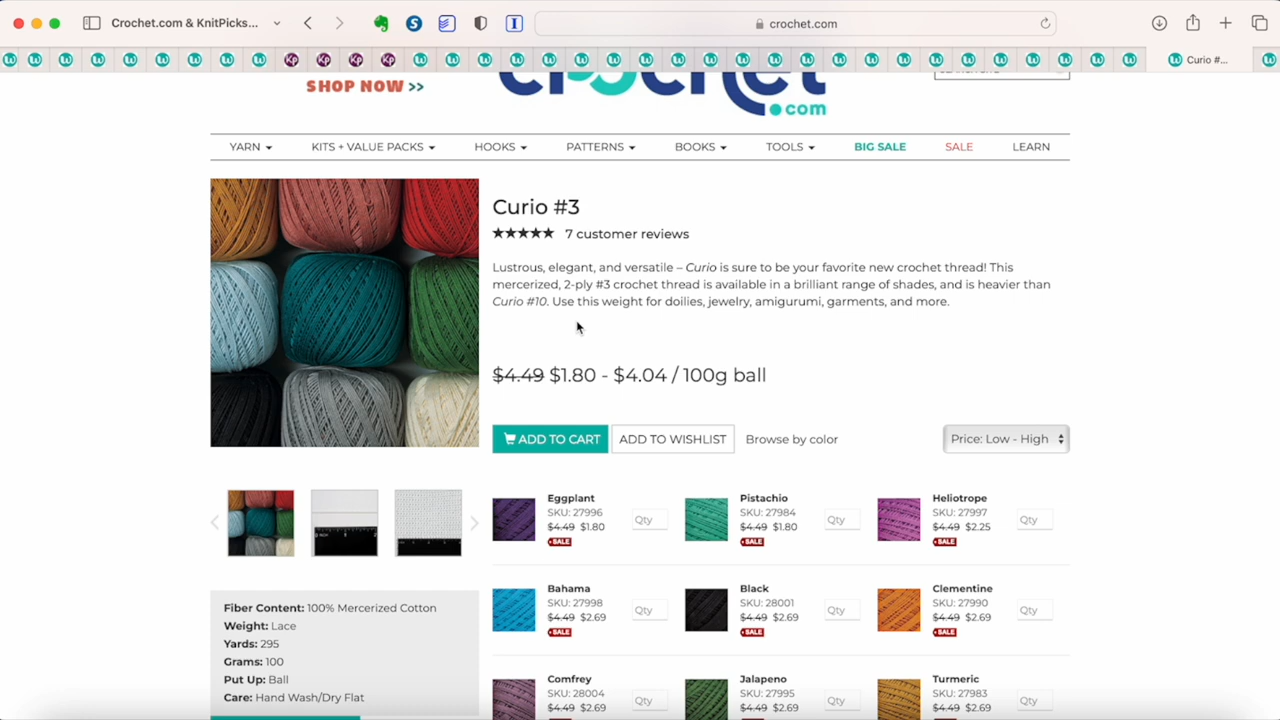 Crochet.com & KnitPicks...
crochet.com
Curio #...
SHOP NOW >>
crochet
.com
YARN
KITS + VALUE PACKS
HOOKS
PATTERNS
BOOKS
TOOLS
BIG SALE
SALE
LEARN
Curio #3
★★★★★ 7 customer reviews
Lustrous, elegant, and versatile – Curio is sure to be your favorite new crochet thread! This
mercerized, 2-ply #3 crochet thread is available in a brilliant range of shades, and is heavier than
Curio #10. Use this weight for doilies, jewelry, amigurumi, garments, and more.
$4.49 $1.80 - $4.04 / 100g ball
ADD TO CART
ADD TO WISHLIST
Browse by color
Price: Low - High
Eggplant
SKU: 27996
$4.49 $1.80
SALE
Qty
Pistachio
SKU: 27984
$4.49 $1.80
SALE
Qty
Heliotrope
SKU: 27997
$4.49 $2.25
SALE
Qty
Bahama
SKU: 27998
$4.49 $2.69
SALE
Qty
Black
SKU: 28001
$4.49 $2.69
SALE
Qty
Clementine
SKU: 27990
$4.49 $2.69
SALE
Qty
Comfrey
SKU: 28004
$4.49 $2.69
Qty
Jalapeno
SKU: 27995
$4.49 $2.69
Qty
Turmeric
SKU: 27983
$4.49 $2.69
Qty
Fiber Content: 100% Mercerized Cotton
Weight: Lace
Yards: 295
Grams: 100
Put Up: Ball
Care: Hand Wash/Dry Flat